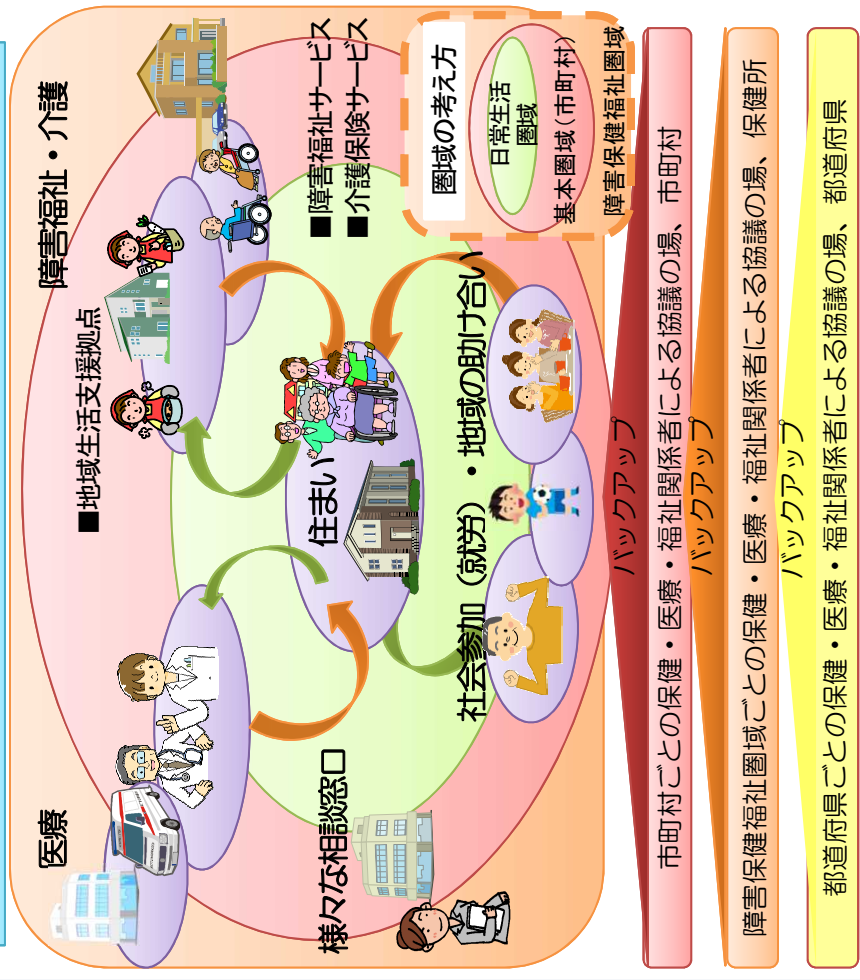 医療
障害福祉・介護
■地域生活支援拠点
■障害福祉サービス
■介護保険サービス
様々な相談窓口
住まい
社会参加（就労）・地域の助け合い
圏域の考え方
日常生活
圏域
基本圏域（市町村）
障害保健福祉圏域
バックアップ
市町村ごとの保健・医療・福祉関係者による協議の場、市町村
バックアップ
障害保健福祉圏域ごとの保健・医療・福祉関係者による協議の場、保健所
バックアップ
都道府県ごとの保健・医療・福祉関係者による協議の場、都道府県